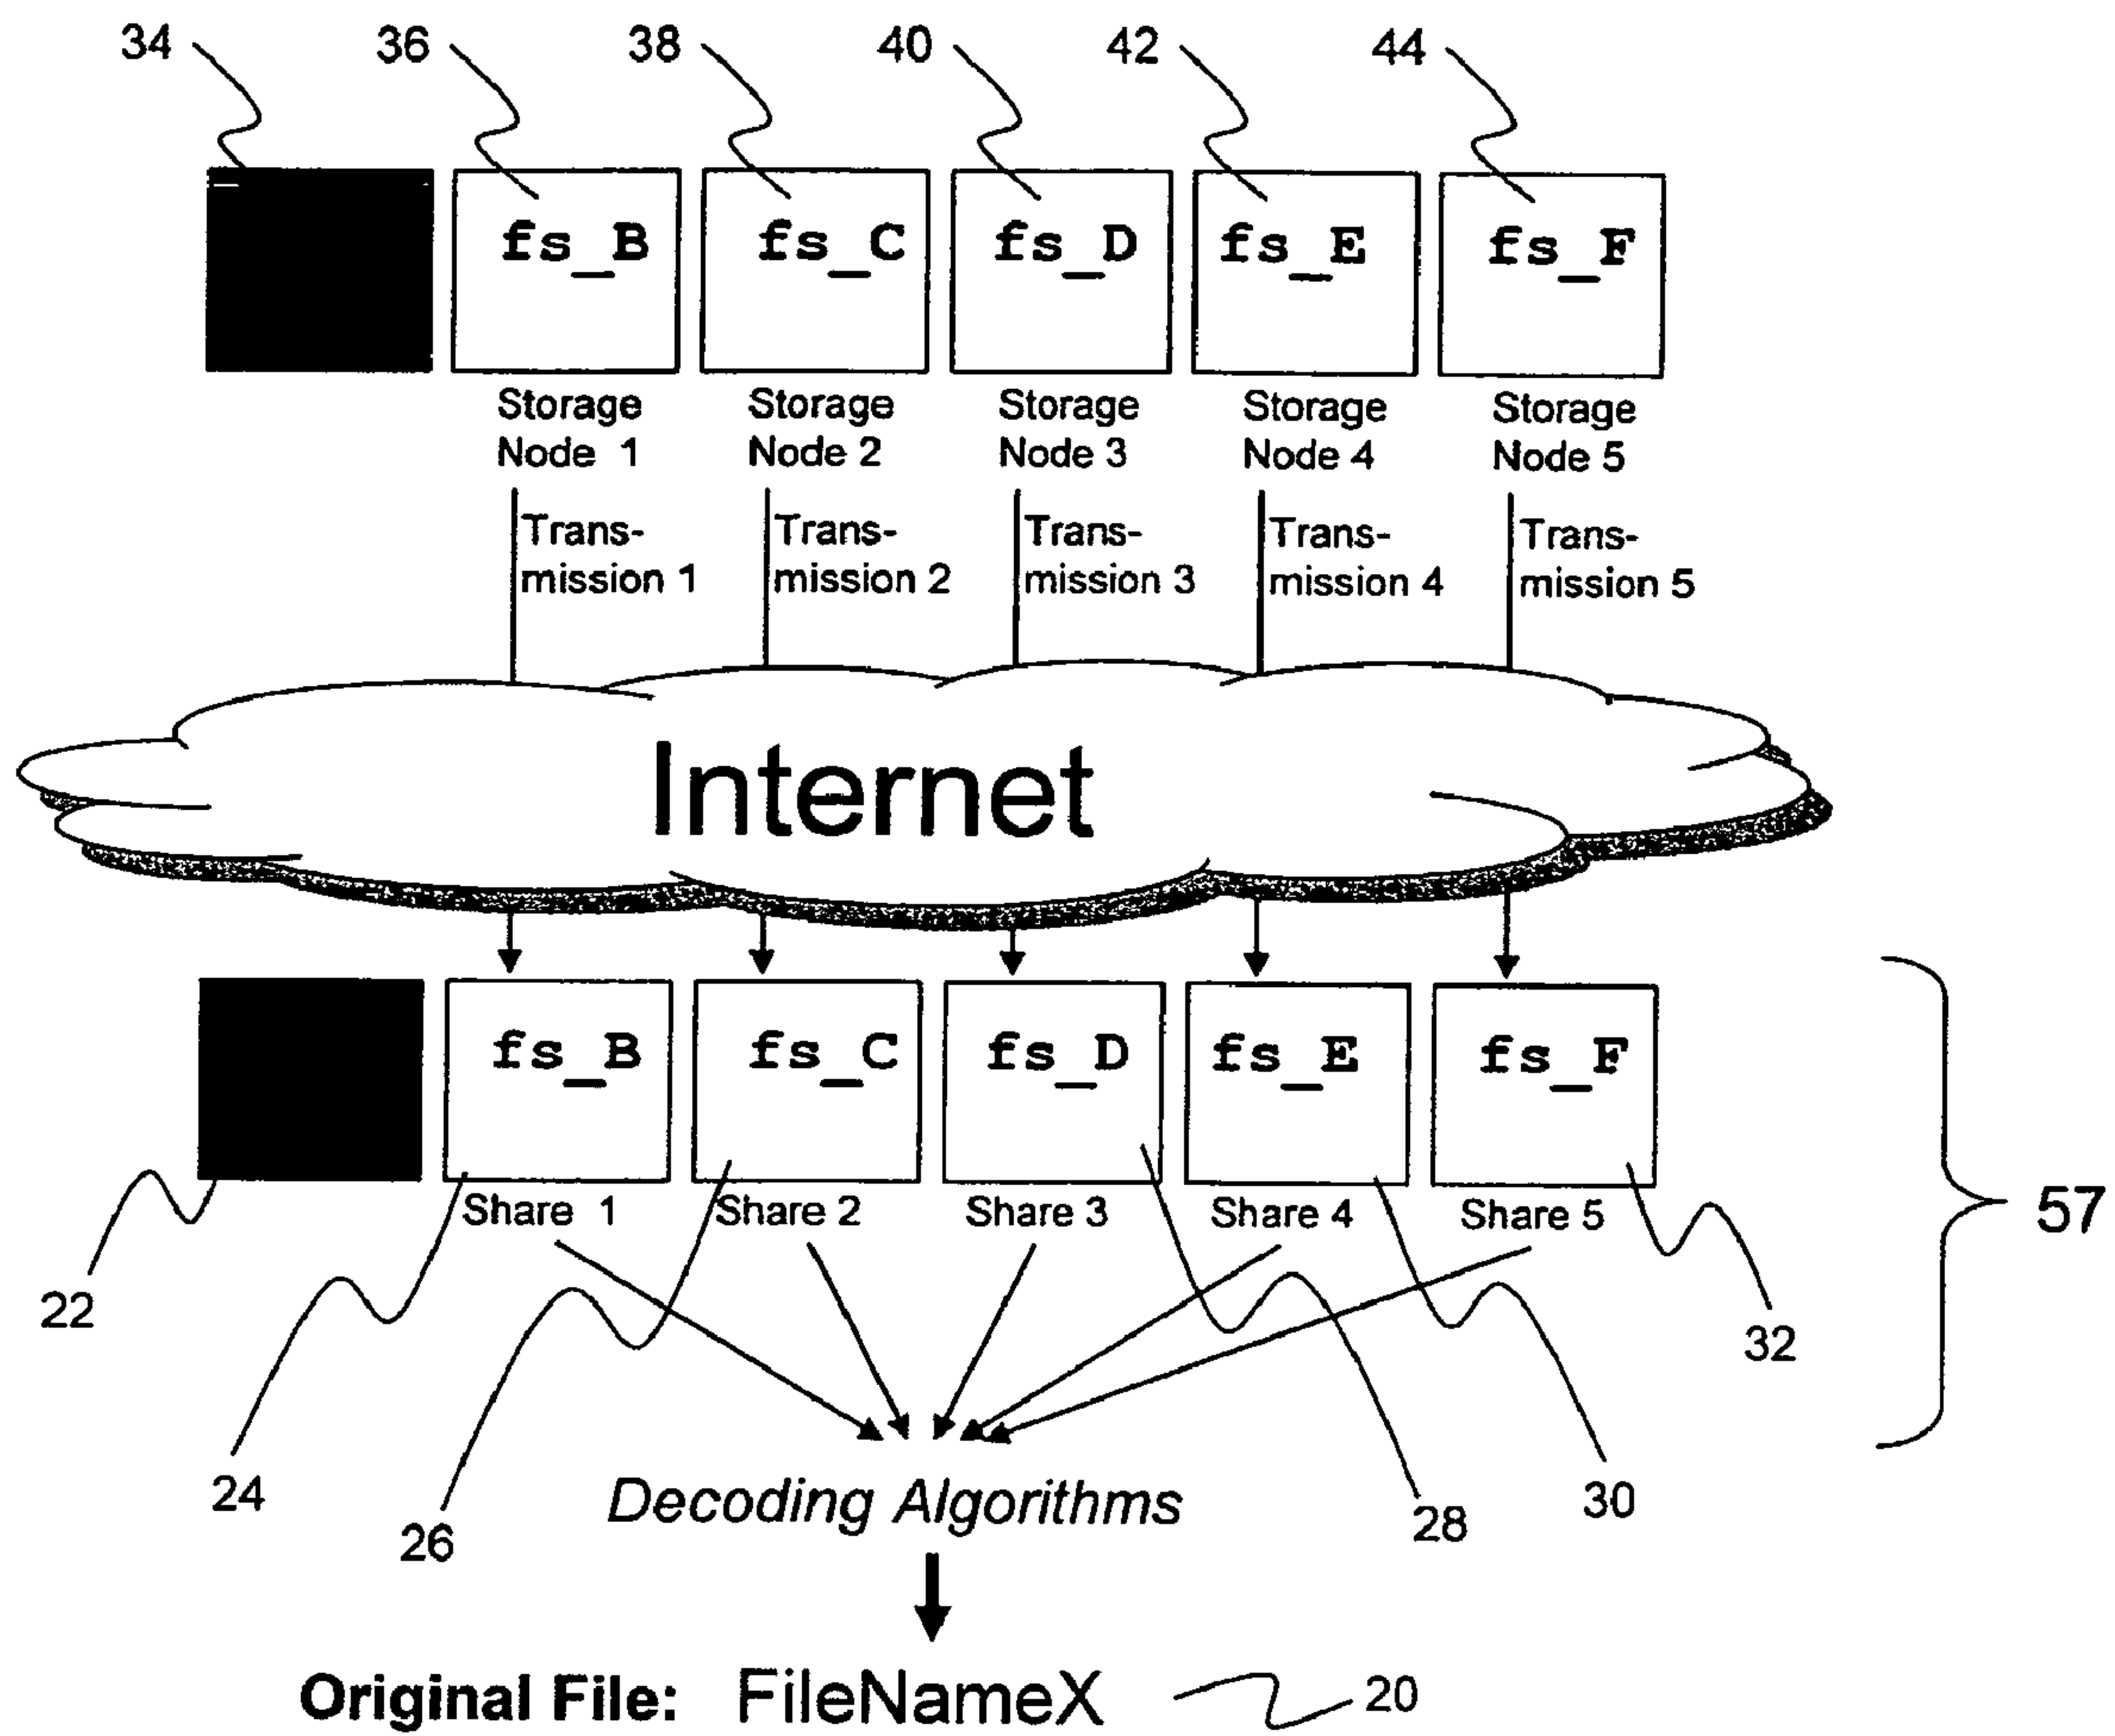 34 36 38 40 42 44
fs_B fs_C fs_D fs_E fs_F
Storage Storage Storage Storage Storage
Node 1 Node 2 Node 3 Node 4 Node 5
Trans- Trans- Trans- Trans- Trans-
mission 1 mission 2 mission 3 mission 4 mission 5
Internet
fs_B fs_C fs_D fs_E fs_F
Share 1 Share 2 Share 3 Share 4 Share 5
57
22
32
24
26
28
30
Decoding Algorithms
Original File: FileNameX 20